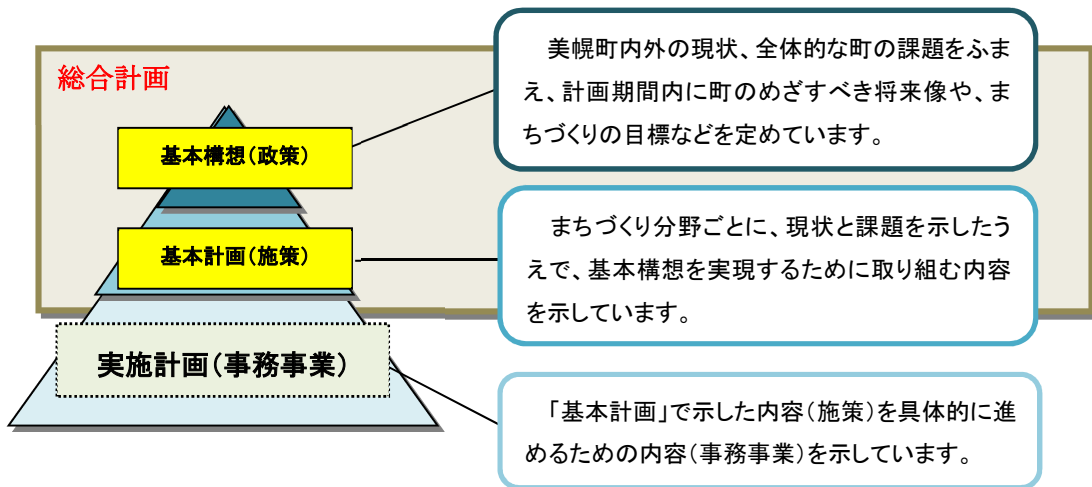 総合計画
基本構想(政策)
美幌町内外の現状、全体的な町の課題をふま
え、計画期間内に町のめざすべき将来像や、ま
ちづくりの目標などを定めています。
基本計画(施策)
まちづくり分野ごとに、現状と課題を示したう
えで、基本構想を実現するために取り組む内容
を示しています。
実施計画(事務事業)
「基本計画」で示した内容(施策)を具体的に進
めるための内容(事務事業)を示しています。